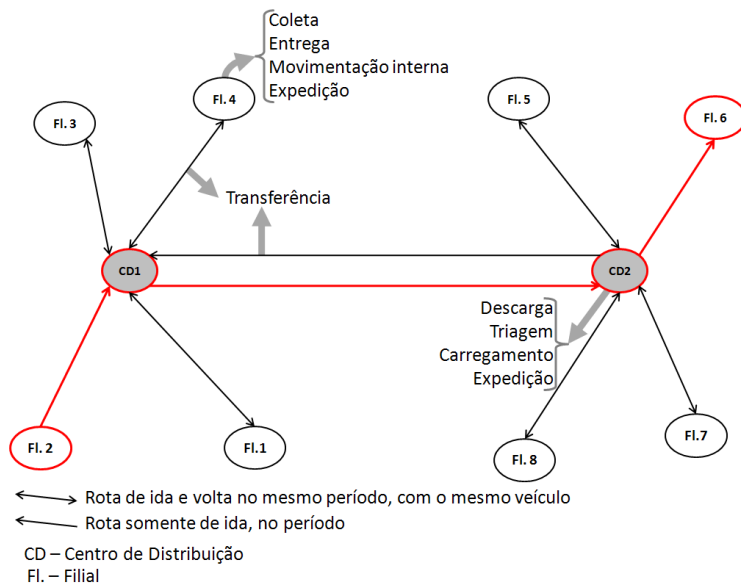 Coleta
Entrega
Movimentação interna
Expedição
Fl. 4
Fl. 5
Fl. 6
Fl. 3
Transferência
CD1
CD2
Descarga
Triagem
Carregamento
Expedição
Fl. 2
Fl.1
Fl. 8
Fl.7
Rota de ida e volta no mesmo período, com o mesmo veículo
Rota somente de ida, no período
CD – Centro de Distribuição
Fl. – Filial